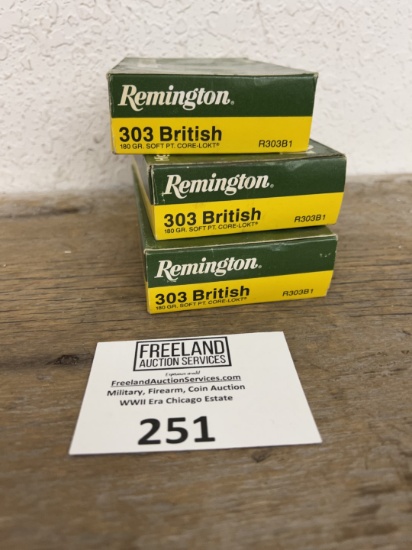 Remington®
303 British
180 GR. SOFT PT. CORE-LOKT®
R303B1
Remington®
303 British
180 GR. SOFT PT. CORE-LOKT®
R303B1
Remington®
303 British
180 GR. SOFT PT. CORE-LOKT®
R303B1
FREELAND
AUCTION SERVICES
FreelandAuctionServices.com
Military, Firearm, Coin Auction
WWII Era Chicago Estate
251